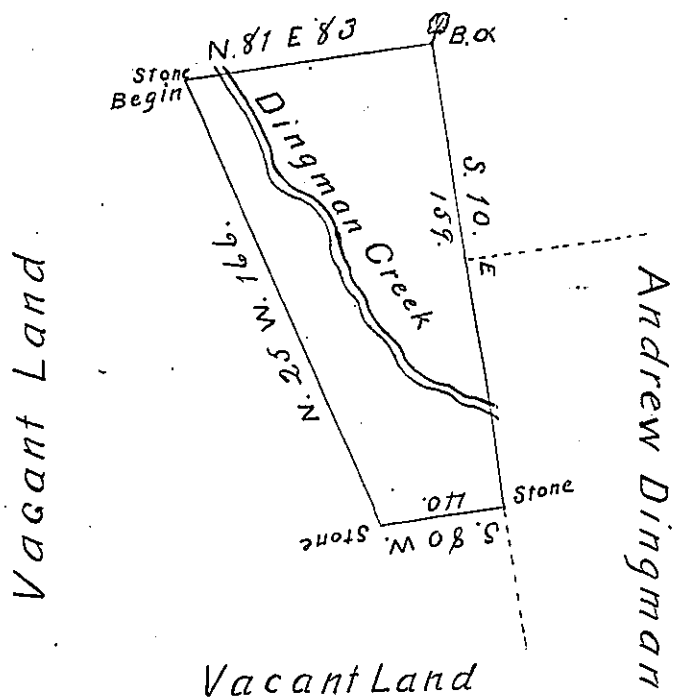 N. 81 E 83
B.O.
Stone
Begin
Dingman Creek
S. 10. E
159.
N. 25 W. 166.
Vacant Land
Andrew Dingman
Stone
40.
S. 80 W.
Stone
Vacant Land